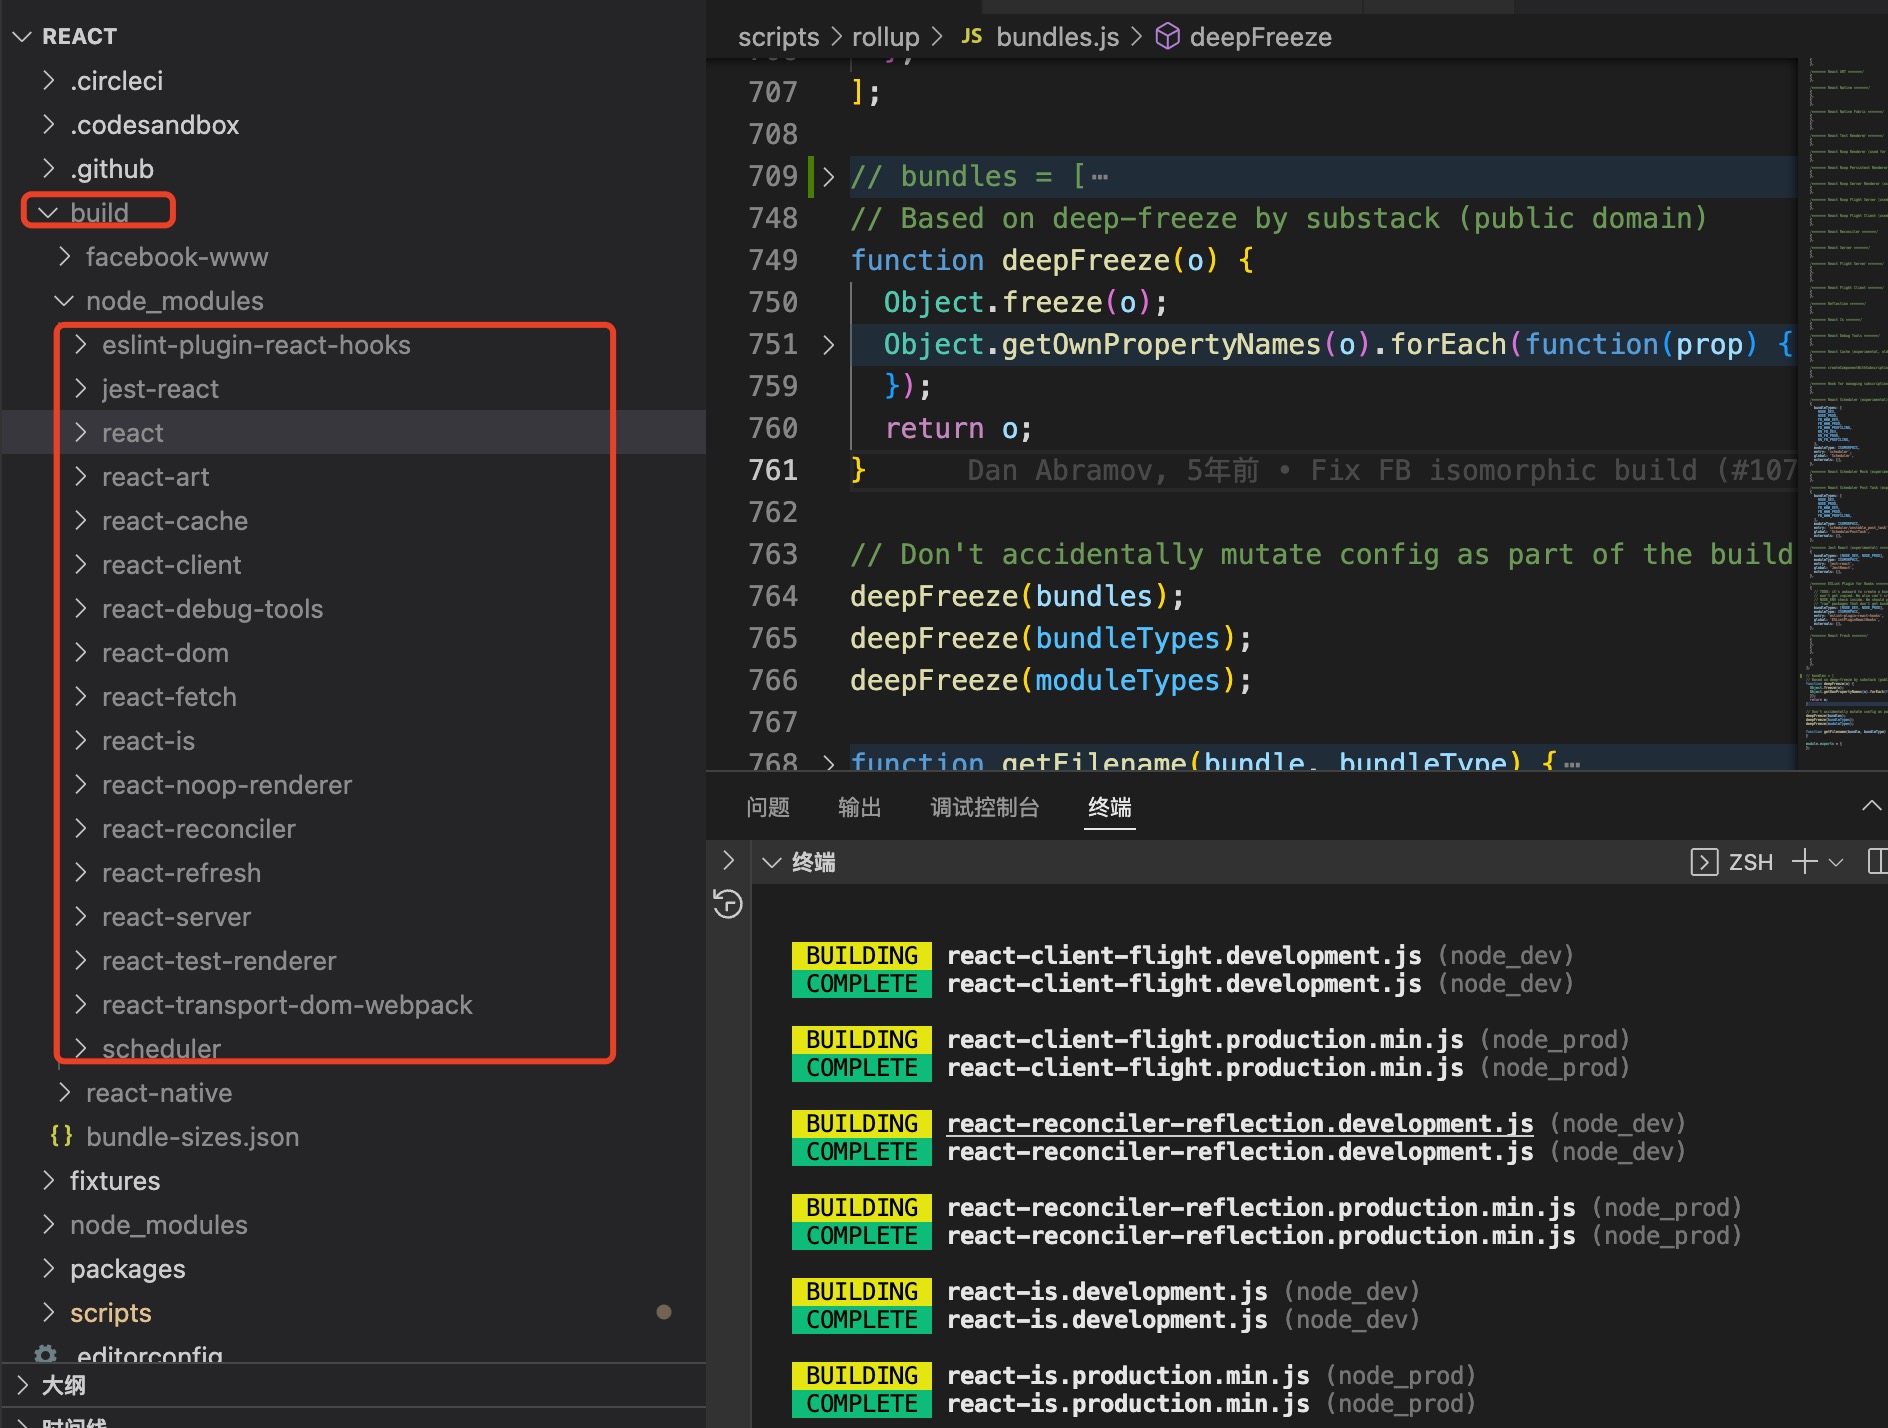 REACT
.circleci
.codesandbox
.github
build
facebook-www
node_modules
eslint-plugin-react-hooks
jest-react
react
react-art
react-cache
react-client
react-debug-tools
react-dom
react-fetch
react-is
react-noop-renderer
react-reconciler
react-refresh
react-server
react-test-renderer
react-transport-dom-webpack
scheduler
react-native
{} bundle-sizes.json
fixtures
node_modules
packages
scripts
.editorconfig
大纲
时间线
scripts > rollup > JS bundles.js > deepFreeze
707 ];
708
709 // bundles = [⋯
748 // Based on deep-freeze by substack (public domain)
749 function deepFreeze(o) {
750 Object.freeze(o);
751 Object.getOwnPropertyNames(o).forEach(function(prop) {
759 });
760 return o;
761 } Dan Abramov, 5年前 • Fix FB isomorphic build (#107
762
763 // Don't accidentally mutate config as part of the build
764 deepFreeze(bundles);
765 deepFreeze(bundleTypes);
766 deepFreeze(moduleTypes);
767
768 function getFilename(bundle, bundleType) {⋯
问题 输出 调试控制台 终端
终端 ZSH
BUILDING react-client-flight.development.js (node_dev)
COMPLETE react-client-flight.development.js (node_dev)
BUILDING react-client-flight.production.min.js (node_prod)
COMPLETE react-client-flight.production.min.js (node_prod)
BUILDING react-reconciler-reflection.development.js (node_dev)
COMPLETE react-reconciler-reflection.development.js (node_dev)
BUILDING react-reconciler-reflection.production.min.js (node_prod)
COMPLETE react-reconciler-reflection.production.min.js (node_prod)
BUILDING react-is.development.js (node_dev)
COMPLETE react-is.development.js (node_dev)
BUILDING react-is.production.min.js (node_prod)
COMPLETE react-is.production.min.js (node_prod)